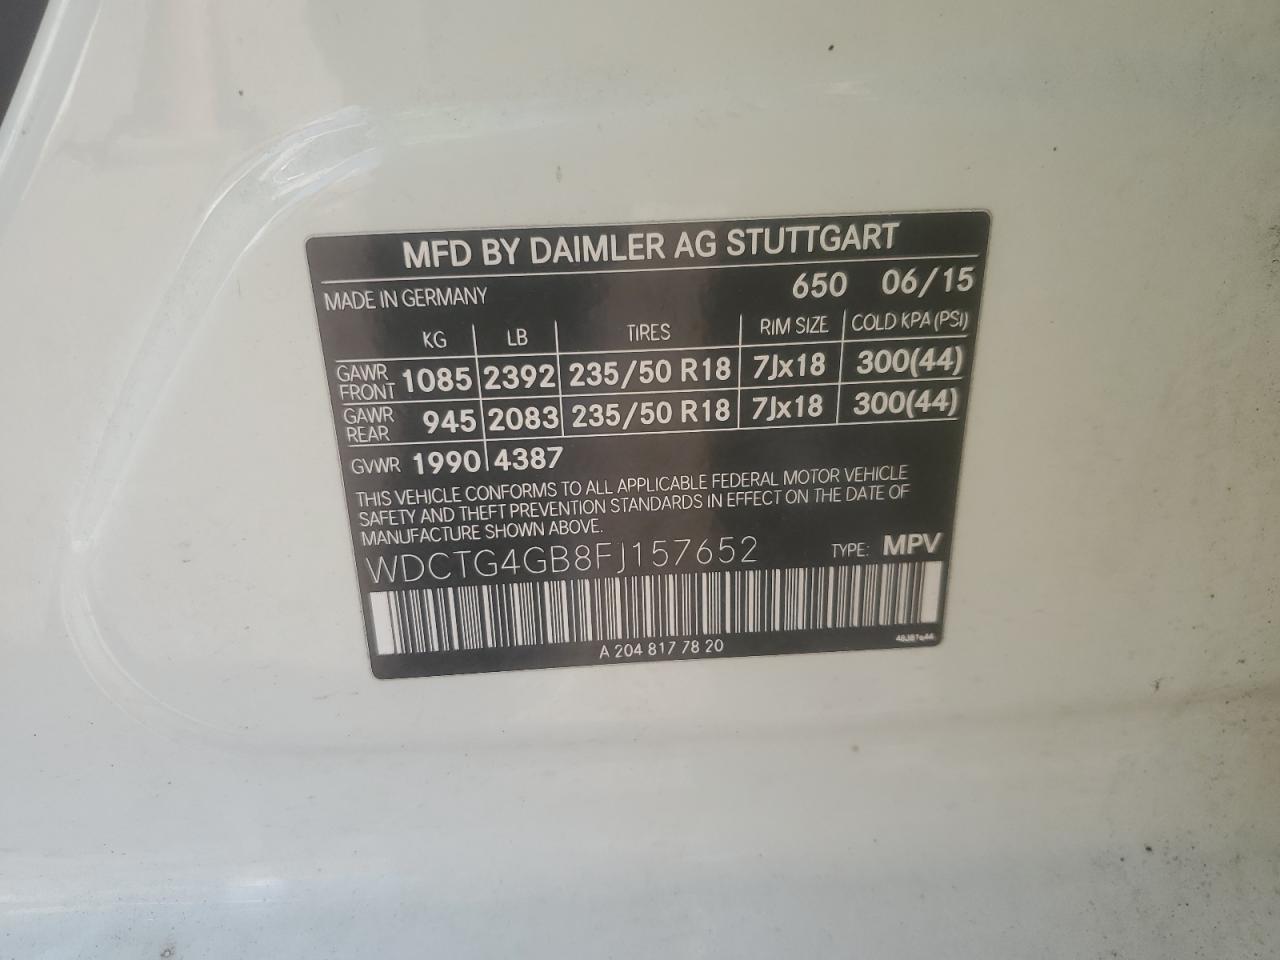 MFD BY DAIMLER AG STUTTGART
MADE IN GERMANY 650 06/15
KG LB TIRES RIM SIZE COLD KPA (PSI)
GAWR FRONT 1085 2392 235/50 R18 7Jx18 300(44)
GAWR REAR 945 2083 235/50 R18 7Jx18 300(44)
GVWR 1990 4387
THIS VEHICLE CONFORMS TO ALL APPLICABLE FEDERAL MOTOR VEHICLE
SAFETY AND THEFT PREVENTION STANDARDS IN EFFECT ON THE DATE OF
MANUFACTURE SHOWN ABOVE.
WDCTG4GB8FJ157652 TYPE: MPV
A 204 817 78 20